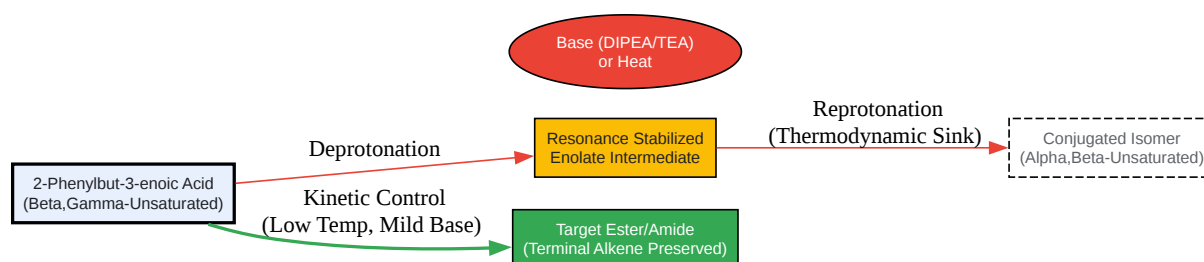 Base (DIPEA/TEA)
or Heat
Reprotonation
(Thermodynamic Sink)
Deprotonation
Resonance Stabilized
Enolate Intermediate
Conjugated Isomer
(Alpha,Beta-Unsaturated)
2-Phenylbut-3-enoic Acid
(Beta,Gamma-Unsaturated)
Kinetic Control
(Low Temp, Mild Base)
Target Ester/Amide
(Terminal Alkene Preserved)